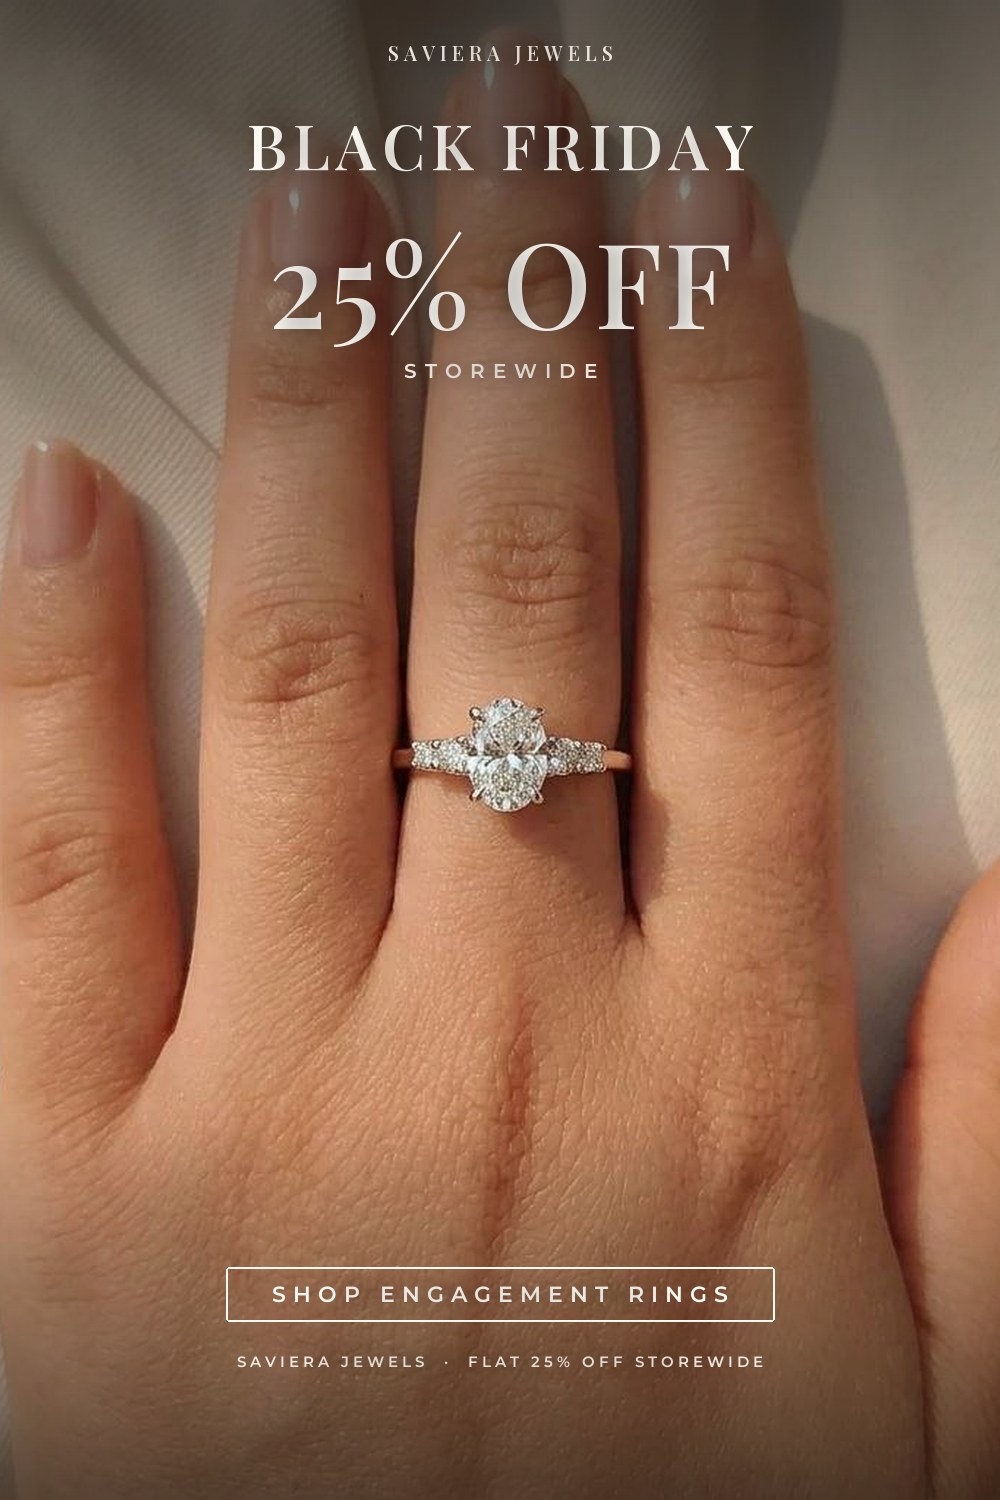 SAVIERA JEWELS
BLACK FRIDAY
25% OFF
STOREWIDE
SHOP ENGAGEMENT RINGS
SAVIERA JEWELS · FLAT 25% OFF STOREWIDE